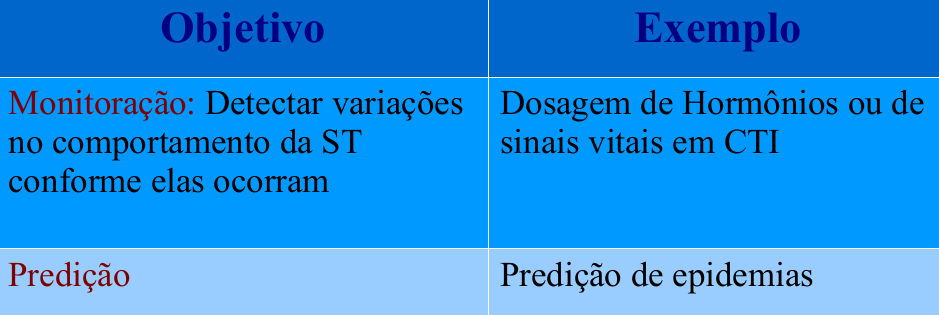 Objetivo
Exemplo
Monitoração: Detectar variações
no comportamento da ST
conforme elas ocorram
Dosagem de Hormônios ou de
sinais vitais em CTI
Predição
Predição de epidemias